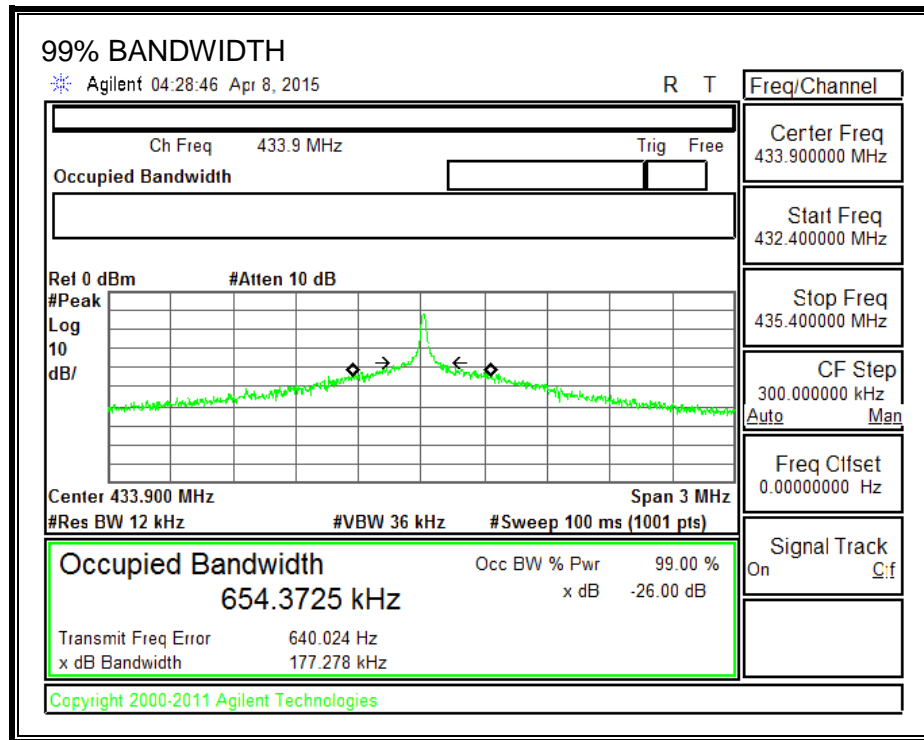 99% BANDWIDTH
Agilent 04:28:46 Apr 8, 2015 R T
Freq/Channel
Ch Freq 433.9 MHz Trig Free
Occupied Bandwidth
Center Freq
433.900000 MHz
Start Freq
432.400000 MHz
Stop Freq
435.400000 MHz
CF Step
300.000000 kHz
Auto Man
Freq Offset
0.00000000 Hz
Signal Track
On Off
Ref 0 dBm #Atten 10 dB
#Peak
Log
10
dB/
Center 433.900 MHz Span 3 MHz
#Res BW 12 kHz #VBW 36 kHz #Sweep 100 ms (1001 pts)
Occupied Bandwidth Occ BW % Pwr 99.00 %
654.3725 kHz x dB -26.00 dB
Transmit Freq Error 640.024 Hz
x dB Bandwidth 177.278 kHz
Copyright 2000-2011 Agilent Technologies